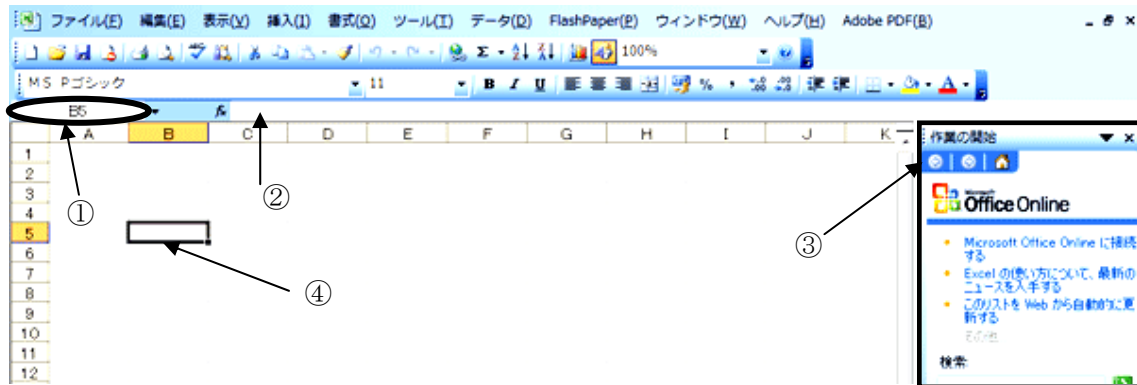 ファイル(F) 編集(E) 表示(V) 挿入(I) 書式(O) ツール(T) データ(D) FlashPaper(P) ウィンドウ(W) ヘルプ(H) Adobe PDF(B)
100%
ＭＳ Ｐゴシック 11 B I U % ,
B5 fx
A B C D E F G H I J K
1
2
3
4
5
6
7
8
9
10
11
12
①
②
③
④
作業の開始
Microsoft
Office Online
Microsoft Office Online に接続
する
Excel の使い方について、最新の
ニュースを入手する
このリストを Web から自動的に更
新する
その他
検索: